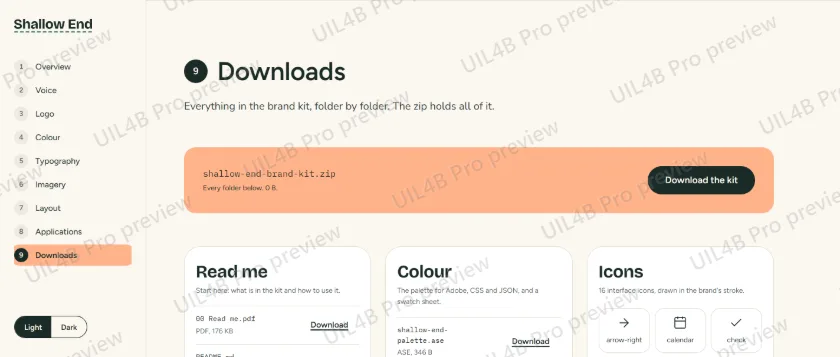 Shallow End
1 Overview
2 Voice
3 Logo
4 Colour
5 Typography
6 Imagery
7 Layout
8 Applications
9 Downloads
Light Dark
9 Downloads
Everything in the brand kit, folder by folder. The zip holds all of it.
shallow-end-brand-kit.zip
Every folder below. 0 B.
Download the kit
Read me
Start here: what is in the kit and how to use it.
00 Read me.pdf
PDF, 176 KB
Download
README.md
Colour
The palette for Adobe, CSS and JSON, and a
swatch sheet.
shallow-end-
palette.ase
ASE, 346 B
Download
Icons
16 interface icons, drawn in the brand's stroke.
arrow-right
calendar
check
UIL4B Pro preview